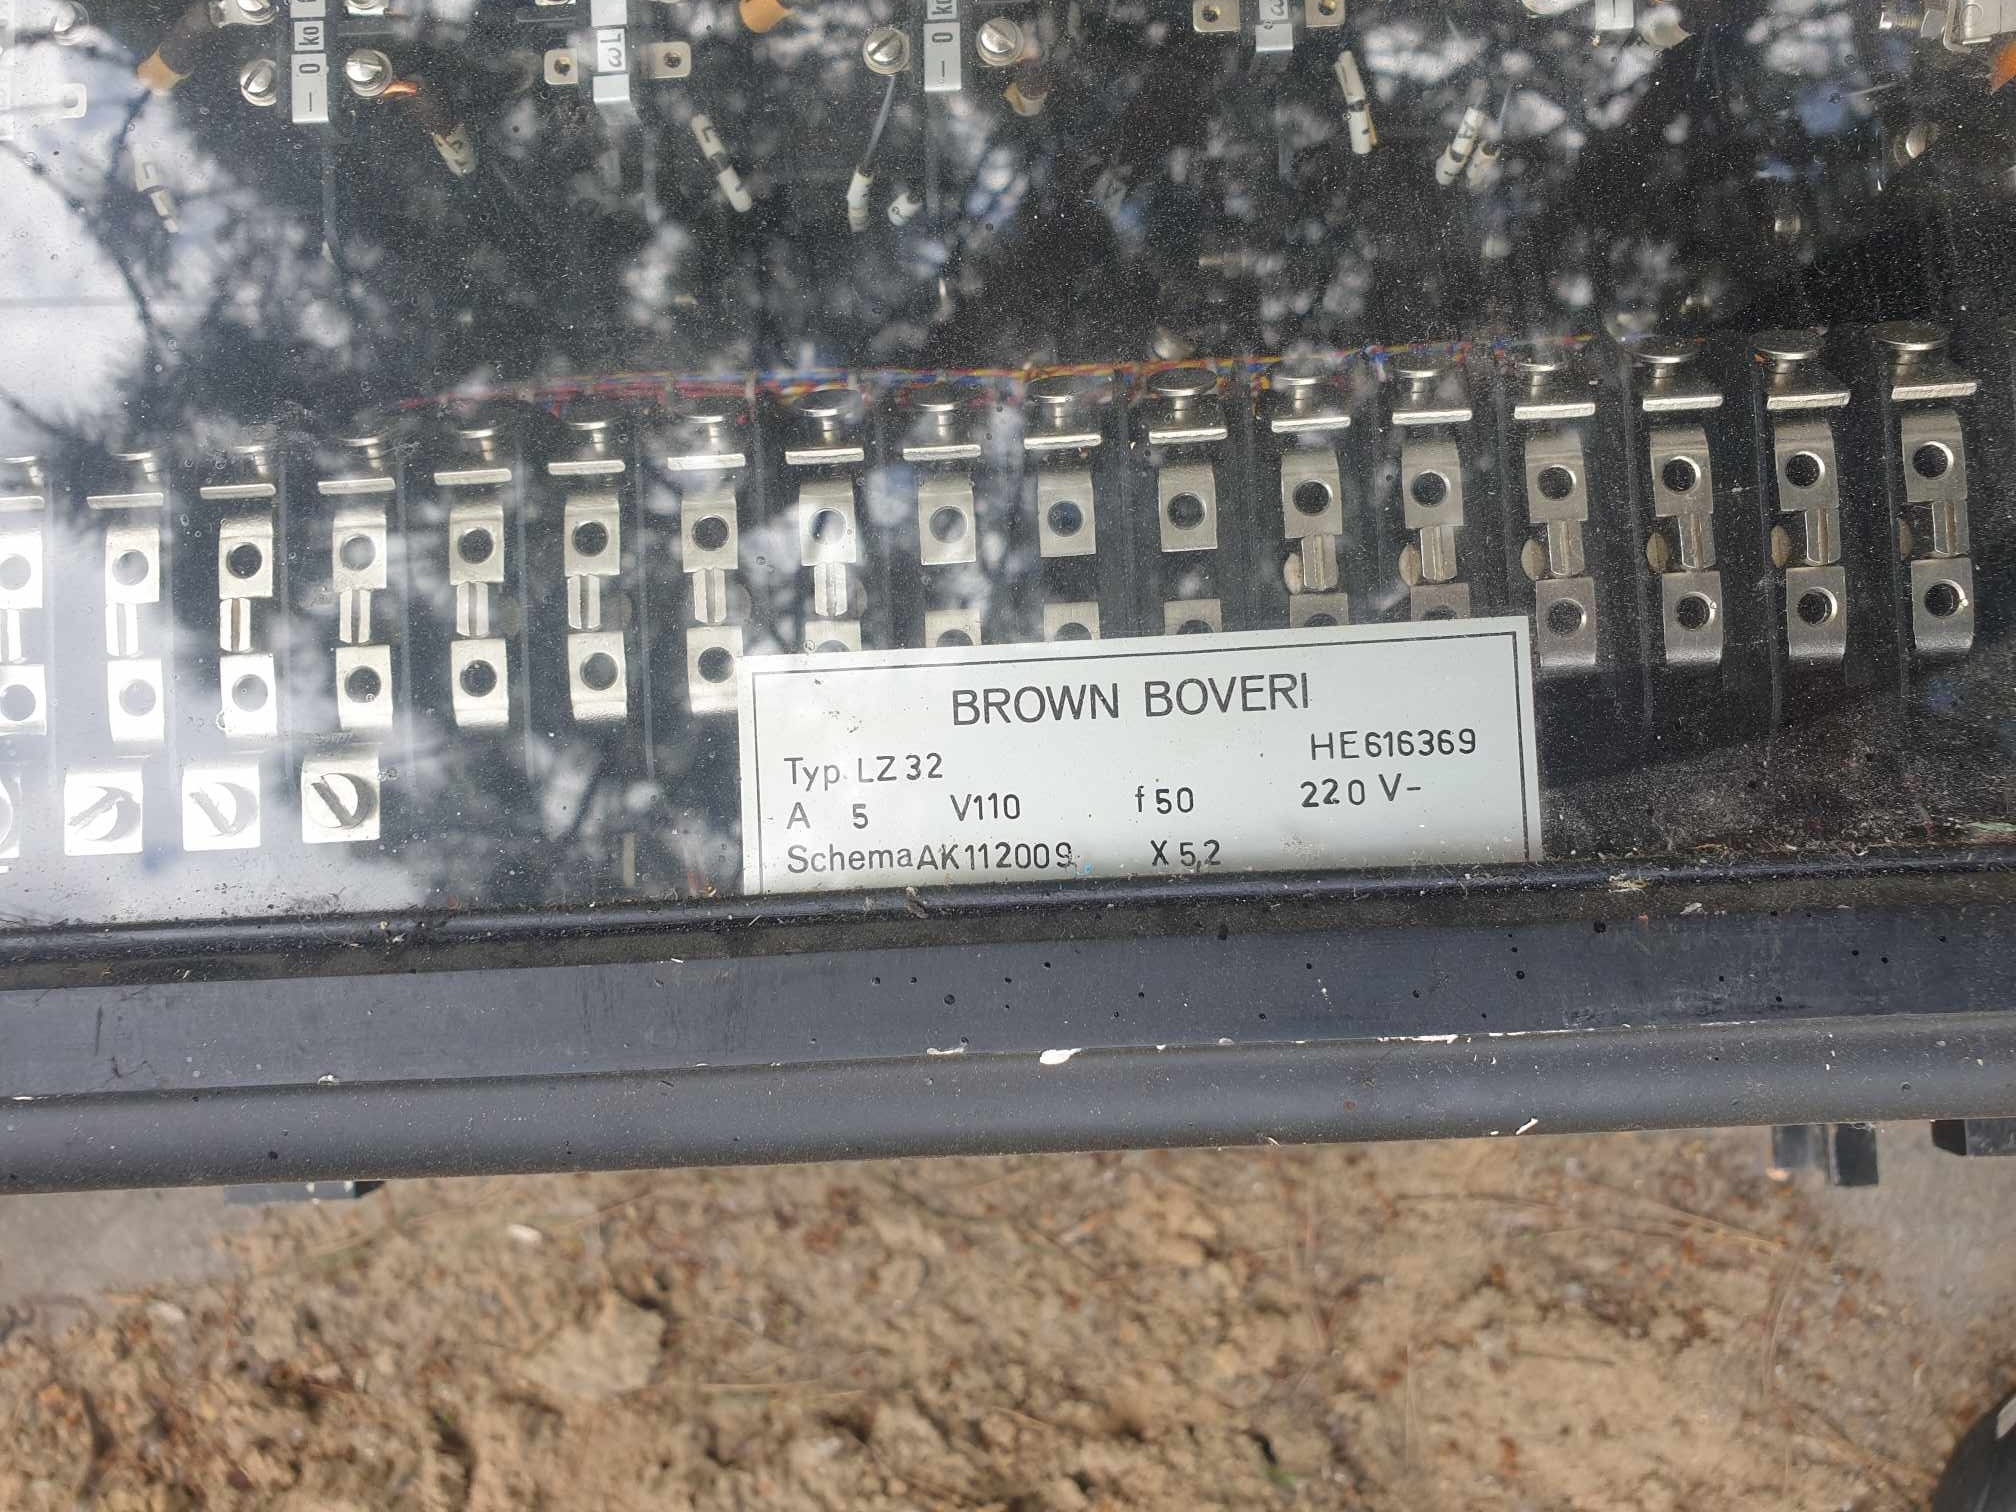 BROWN BOVERI
Typ. LZ 32 HE616369
A 5 V110 f 50 220 V-
Schema AK112009 X 5,2